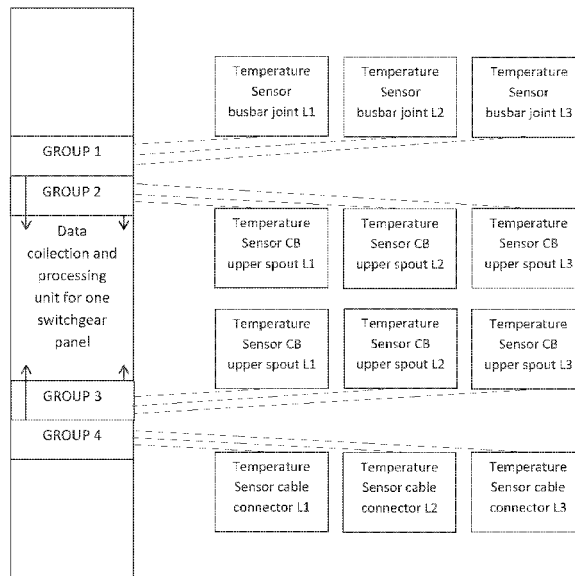 Temperature
Sensor
busbar joint L1
Temperature
Sensor
busbar joint L2
Temperature
Sensor
busbar joint L3
GROUP 1
GROUP 2
Data
collection and
processing
unit for one
switchgear
panel
Temperature
Sensor CB
upper spout L1
Temperature
Sensor CB
upper spout L2
Temperature
Sensor CB
upper spout L3
Temperature
Sensor CB
upper spout L1
Temperature
Sensor CB
upper spout L2
Temperature
Sensor CB
upper spout L3
GROUP 3
GROUP 4
Temperature
Sensor cable
connector L1
Temperature
Sensor cable
connector L2
Temperature
Sensor cable
connector L3